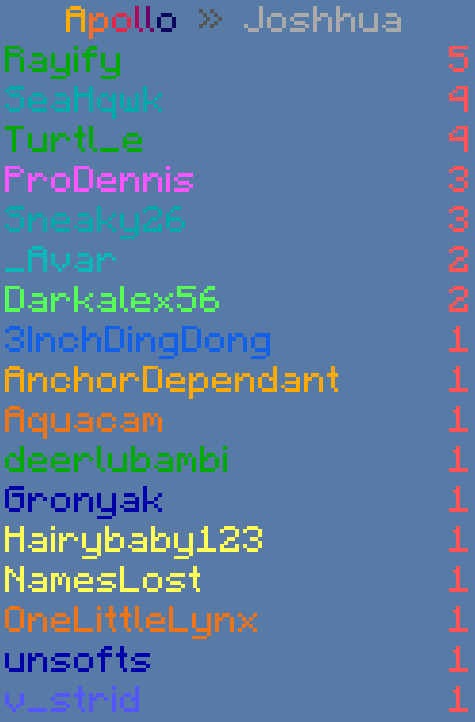 Apollo » Joshhua
Rayify 5
SeaHqwk 4
Turtl_e 4
ProDennis 3
Sneaky26 3
_Avar 2
Darkalex56 2
3InchDingDong 1
AnchorDependant 1
Aquacam 1
deerlubambi 1
Gronyak 1
Hairybaby123 1
NamesLost 1
OneLittleLynx 1
unsofts 1
v_strid 1